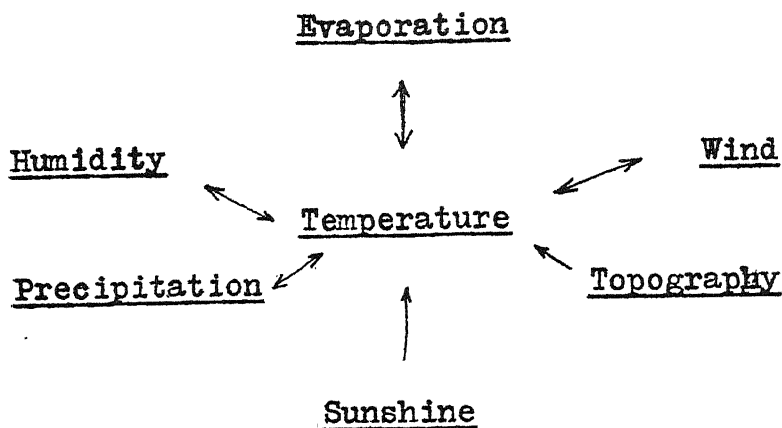 Evaporation
Humidity
Wind
Temperature
Precipitation
Topography
Sunshine